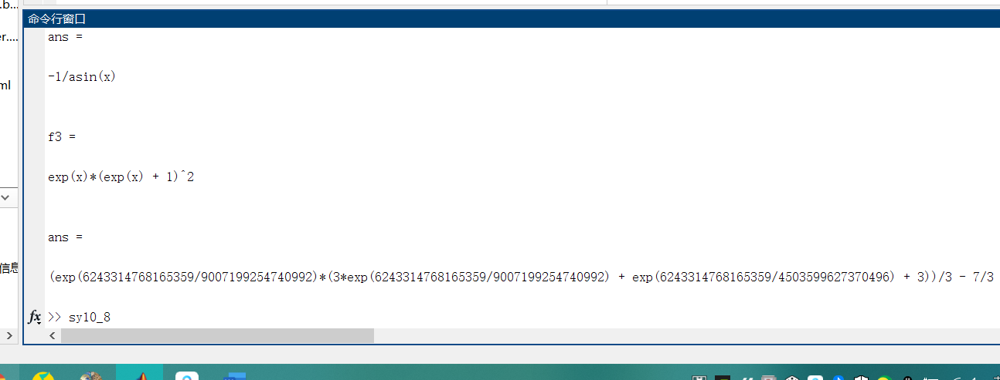 .b...
er....
ml
信息
命令行窗口
ans =
-1/asin(x)
f3 =
exp(x)*(exp(x) + 1)^2
ans =
(exp(6243314768165359/9007199254740992)*(3*exp(6243314768165359/9007199254740992) + exp(6243314768165359/4503599627370496) + 3))/3 - 7/3
fx >> sy10_8